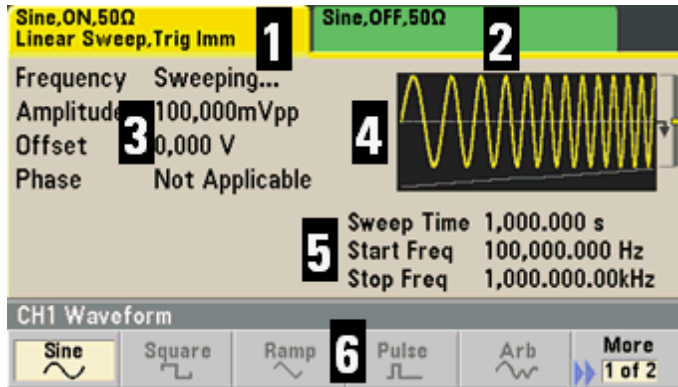 Sine,ON,50Ω
Linear Sweep,Trig Imm
1
Sine,OFF,50Ω
2
Frequency Sweeping...
Amplitude 100,000mVpp
Offset 0,000 V
Phase Not Applicable
3
4
5
Sweep Time 1,000.000 s
Start Freq 100,000.000 Hz
Stop Freq 1,000.000.00kHz
CH1 Waveform
Sine Square Ramp 6 Pulse Arb More
1 of 2